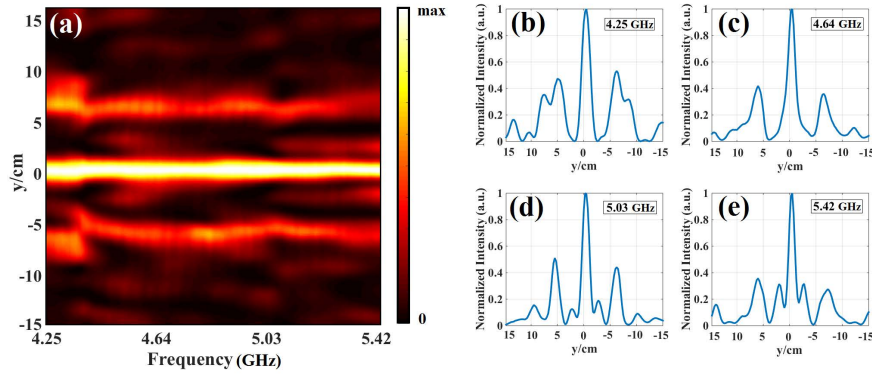 (a)
max
0
y/cm
15
10
5
0
-5
-10
-15
4.25
4.64
5.03
5.42
Frequency (GHz)
(b)
4.25 GHz
Normalized Intensity (a.u.)
1
0.8
0.6
0.4
0.2
0
15 10 5 0 -5 -10 -15
y/cm
(c)
4.64 GHz
Normalized Intensity (a.u.)
1
0.8
0.6
0.4
0.2
0
15 10 5 0 -5 -10 -15
y/cm
(d)
5.03 GHz
Normalized Intensity (a.u.)
1
0.8
0.6
0.4
0.2
0
15 10 5 0 -5 -10 -15
y/cm
(e)
5.42 GHz
Normalized Intensity (a.u.)
1
0.8
0.6
0.4
0.2
0
15 10 5 0 -5 -10 -15
y/cm